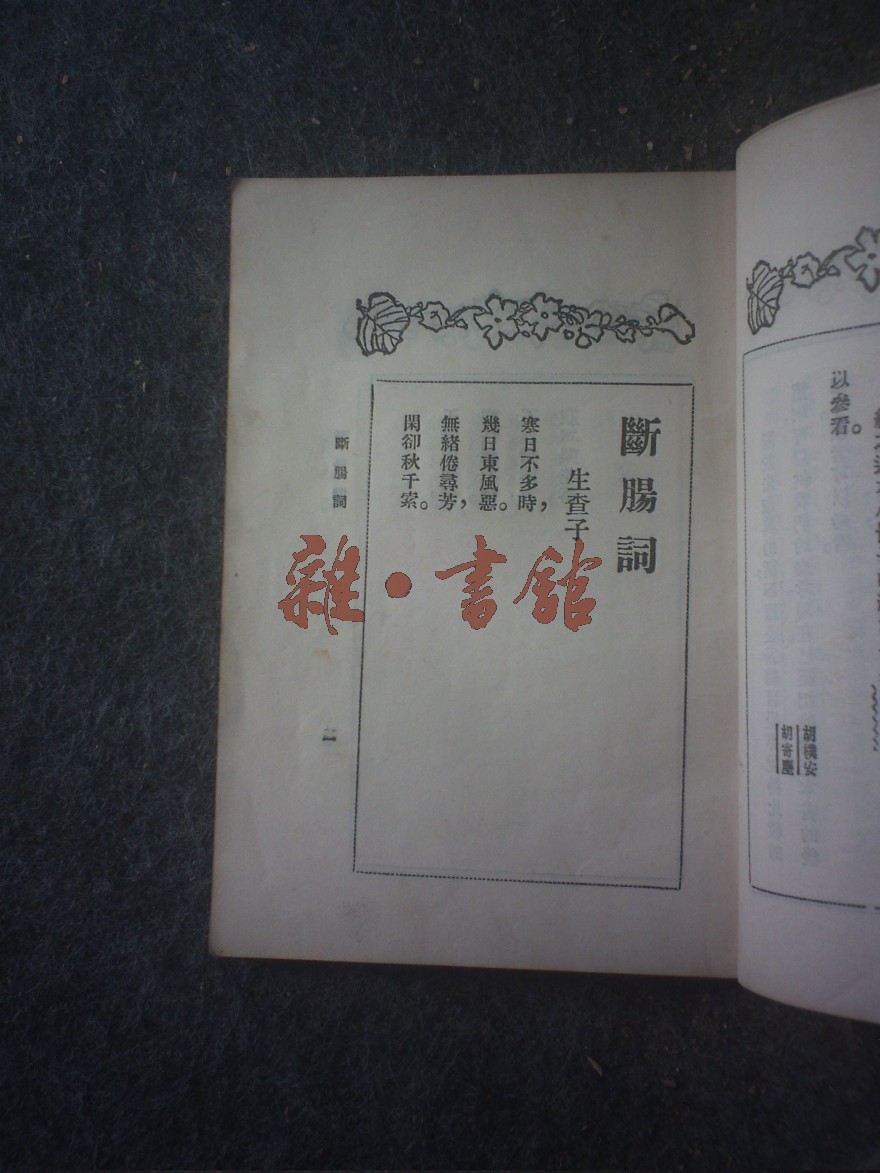 斷腸詞
生查子
寒日不多時，
幾日東風惡。
無緒倦尋芳，
閑卻秋千索。
斷腸詞
一
以參看。
胡樸安
胡寄塵
雜·書館